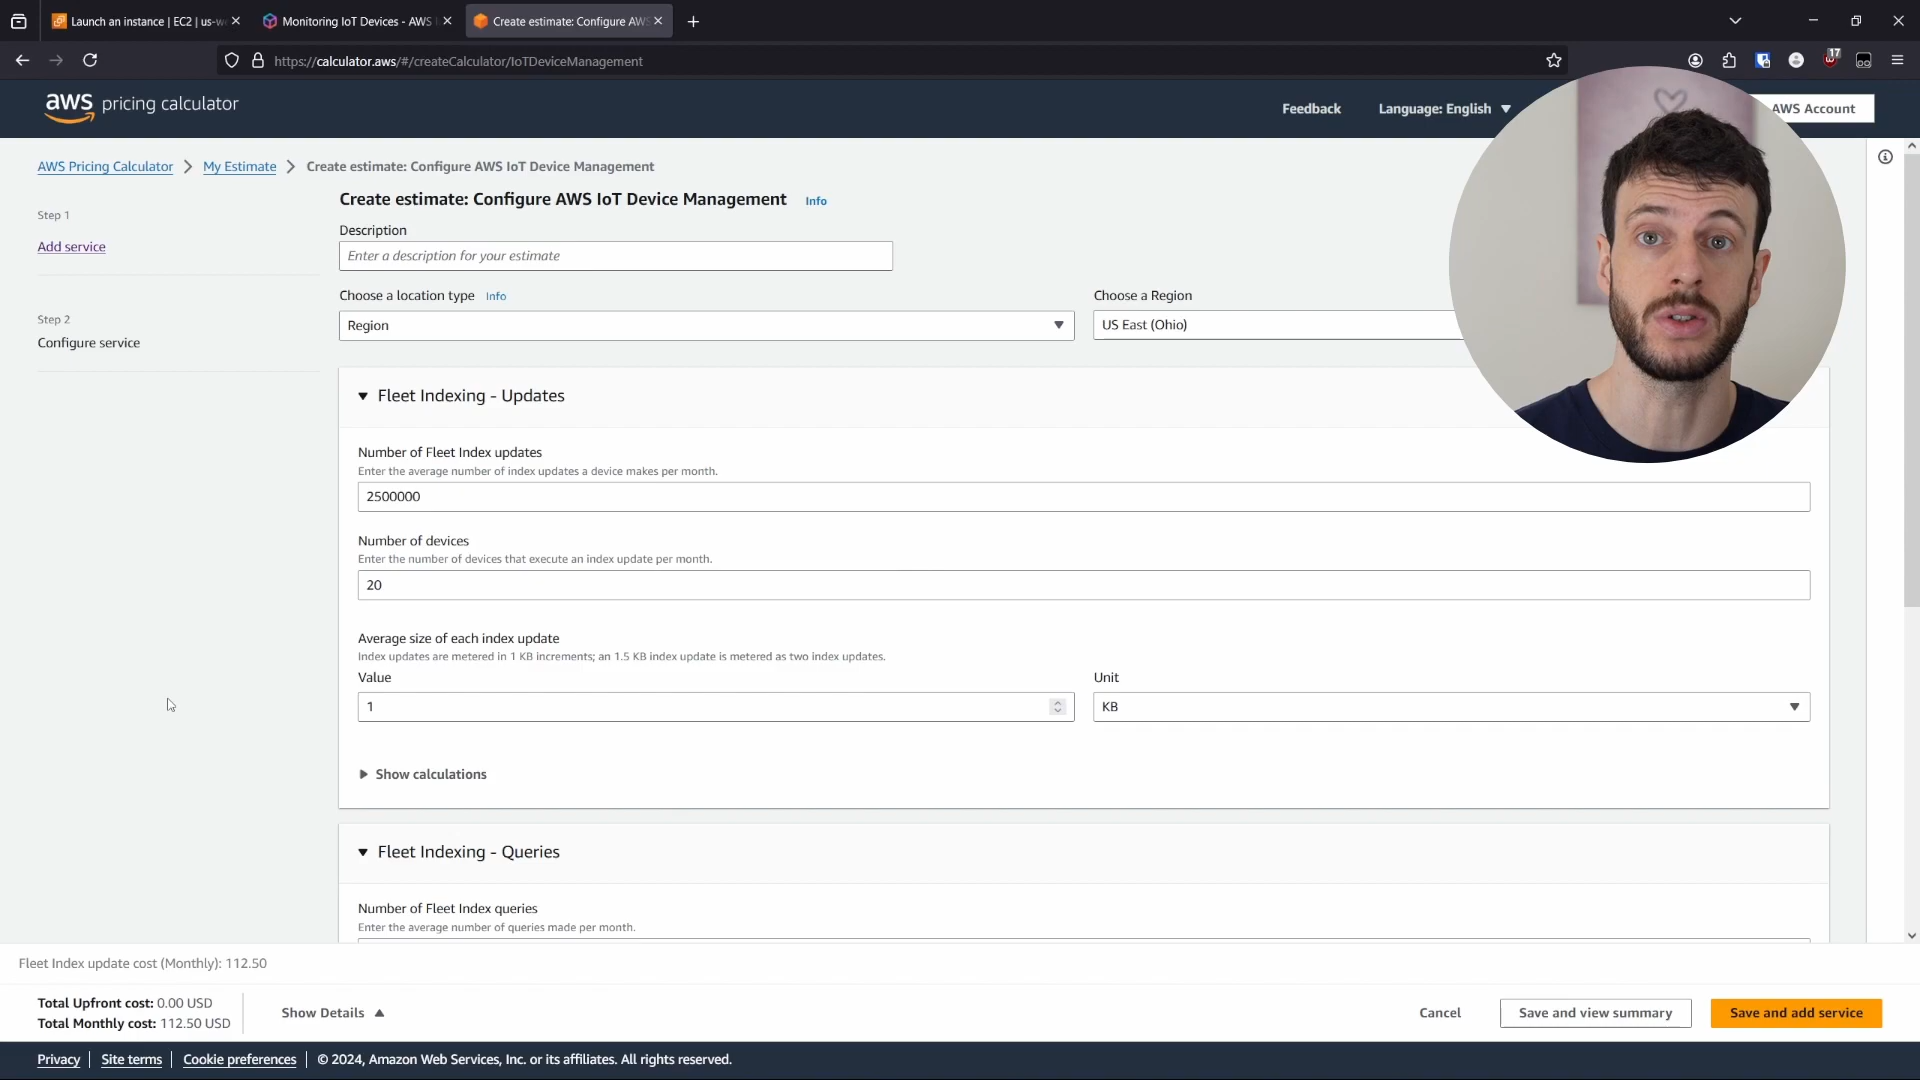 Launch an instance | EC2 | us-w
Monitoring IoT Devices - AWS
Create estimate: Configure AWS
17
https://calculator.aws/#/createCalculator/IoTDeviceManagement
aws pricing calculator
Feedback
Language: English
AWS Account
AWS Pricing Calculator
My Estimate
Create estimate: Configure AWS IoT Device Management
Step 1
Add service
Step 2
Configure service
Create estimate: Configure AWS IoT Device Management
Info
Description
Enter a description for your estimate
Choose a location type
Info
Region
Choose a Region
US East (Ohio)
Fleet Indexing - Updates
Number of Fleet Index updates
Enter the average number of index updates a device makes per month.
2500000
Number of devices
Enter the number of devices that execute an index update per month.
20
Average size of each index update
Index updates are metered in 1 KB increments; an 1.5 KB index update is metered as two index updates.
Value
1
Unit
KB
Show calculations
Fleet Indexing - Queries
Number of Fleet Index queries
Enter the average number of queries made per month.
Fleet Index update cost (Monthly): 112.50
Total Upfront cost: 0.00 USD
Total Monthly cost: 112.50 USD
Show Details
Cancel
Save and view summary
Save and add service
Privacy
Site terms
Cookie preferences
© 2024, Amazon Web Services, Inc. or its affiliates. All rights reserved.